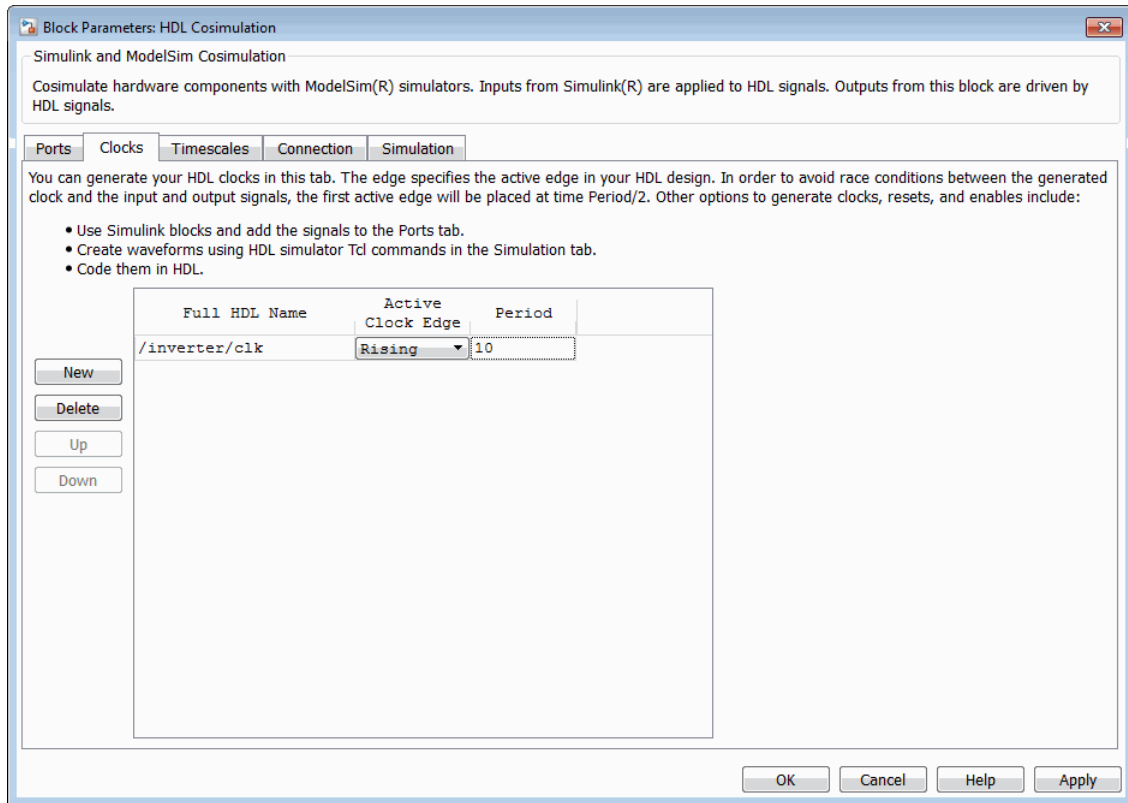 Block Parameters: HDL Cosimulation
Simulink and ModelSim Cosimulation
Cosimulate hardware components with ModelSim(R) simulators. Inputs from Simulink(R) are applied to HDL signals. Outputs from this block are driven by
HDL signals.
Ports Clocks Timescales Connection Simulation
You can generate your HDL clocks in this tab. The edge specifies the active edge in your HDL design. In order to avoid race conditions between the generated
clock and the input and output signals, the first active edge will be placed at time Period/2. Other options to generate clocks, resets, and enables include:
• Use Simulink blocks and add the signals to the Ports tab.
• Create waveforms using HDL simulator Tcl commands in the Simulation tab.
• Code them in HDL.
Full HDL Name Active Clock Edge Period
/inverter/clk Rising 10
New
Delete
Up
Down
OK Cancel Help Apply